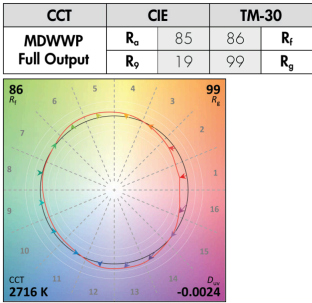 CCT CIE TM-30
MDWWP Full Output Ra 85 86 Rf
R9 19 99 Rg
86 99
Rf Rg
5 4
6 3
7 2
8 1
9 16
10 15
11 14
12 13
CCT Duv
2716 K -0.0024